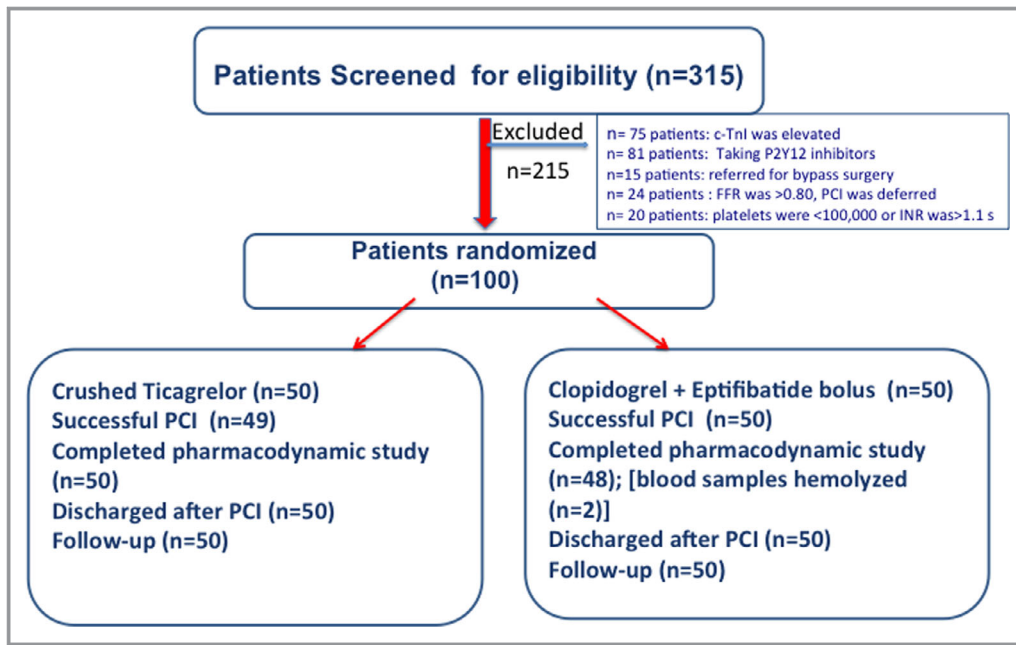 Patients Screened for eligibility (n=315)
Excluded
n=215
n= 75 patients: c-TnI was elevated
n= 81 patients: Taking P2Y12 inhibitors
n=15 patients: referred for bypass surgery
n= 24 patients : FFR was >0.80, PCI was deferred
n= 20 patients: platelets were <100,000 or INR was>1.1 s
Patients randomized
(n=100)
Crushed Ticagrelor (n=50)
Successful PCI (n=49)
Completed pharmacodynamic study
(n=50)
Discharged after PCI (n=50)
Follow-up (n=50)
Clopidogrel + Eptifibatide bolus (n=50)
Successful PCI (n=50)
Completed pharmacodynamic study
(n=48); [blood samples hemolyzed
(n=2)]
Discharged after PCI (n=50)
Follow-up (n=50)